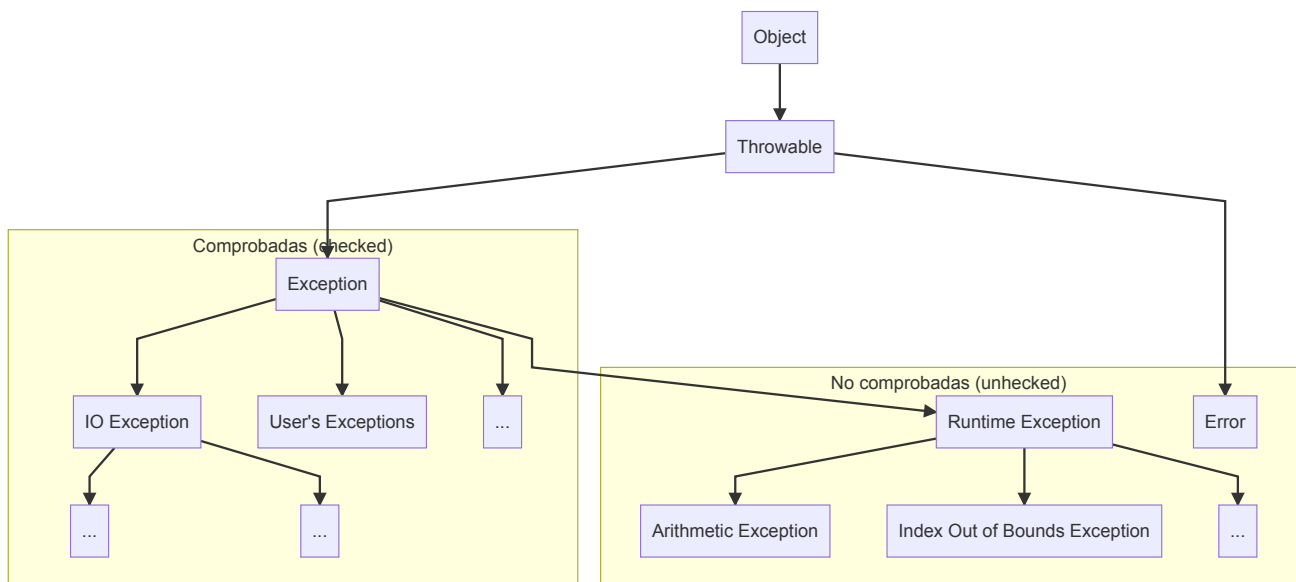 Object
Throwable
Comprobadas (checked)
Exception
No comprobadas (unhecked)
IO Exception
User's Exceptions
...
Runtime Exception
Error
...
...
Arithmetic Exception
Index Out of Bounds Exception
...